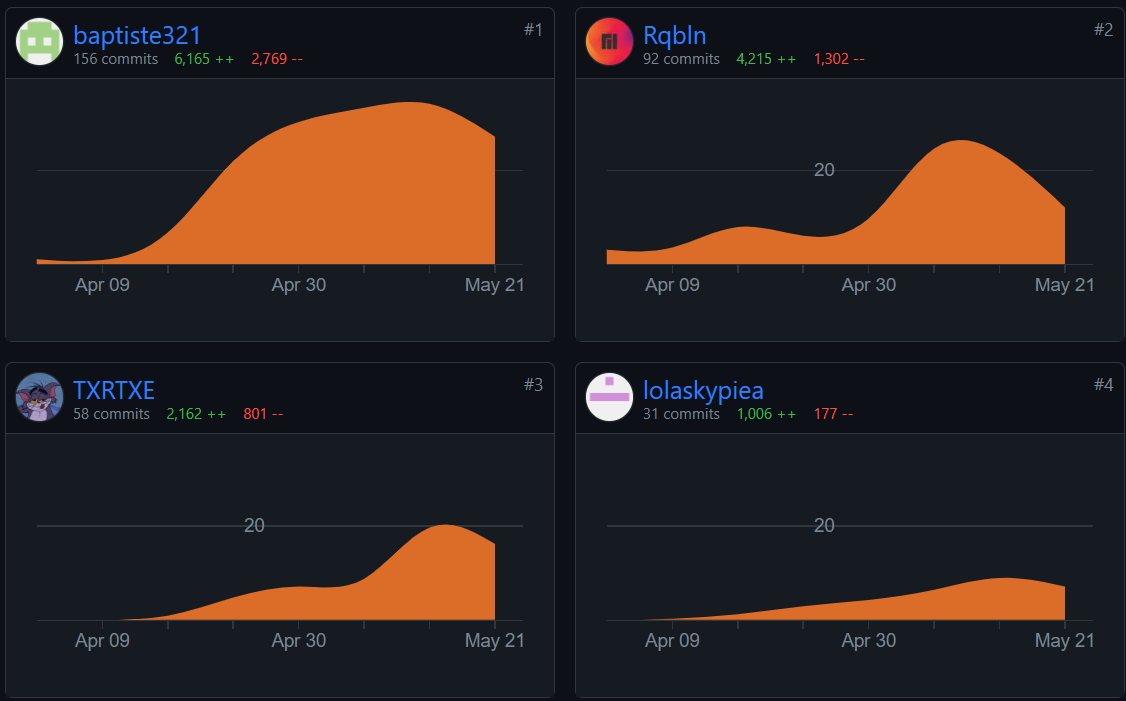 baptiste321 #1
156 commits 6,165 ++ 2,769 --
Apr 09 Apr 30 May 21
Rqbln #2
92 commits 4,215 ++ 1,302 --
20
Apr 09 Apr 30 May 21
TXRTXE #3
58 commits 2,162 ++ 801 --
20
Apr 09 Apr 30 May 21
lolaskypiea #4
31 commits 1,006 ++ 177 --
20
Apr 09 Apr 30 May 21